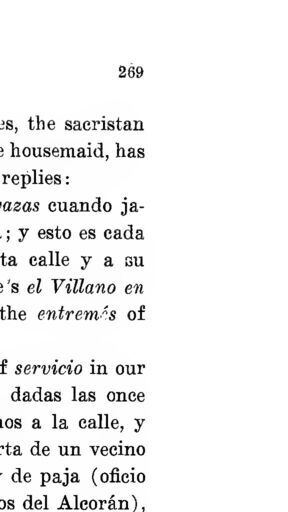 269
es, the sacristan
e housemaid, has
replies:
vazas cuando ja-
; y esto es cada
ta calle y a su
e's el Villano en
the entremés of
f servicio in our
dadas las once
nos a la calle, y
rta de un vecino
de paja (oficio
os del Alcorán),